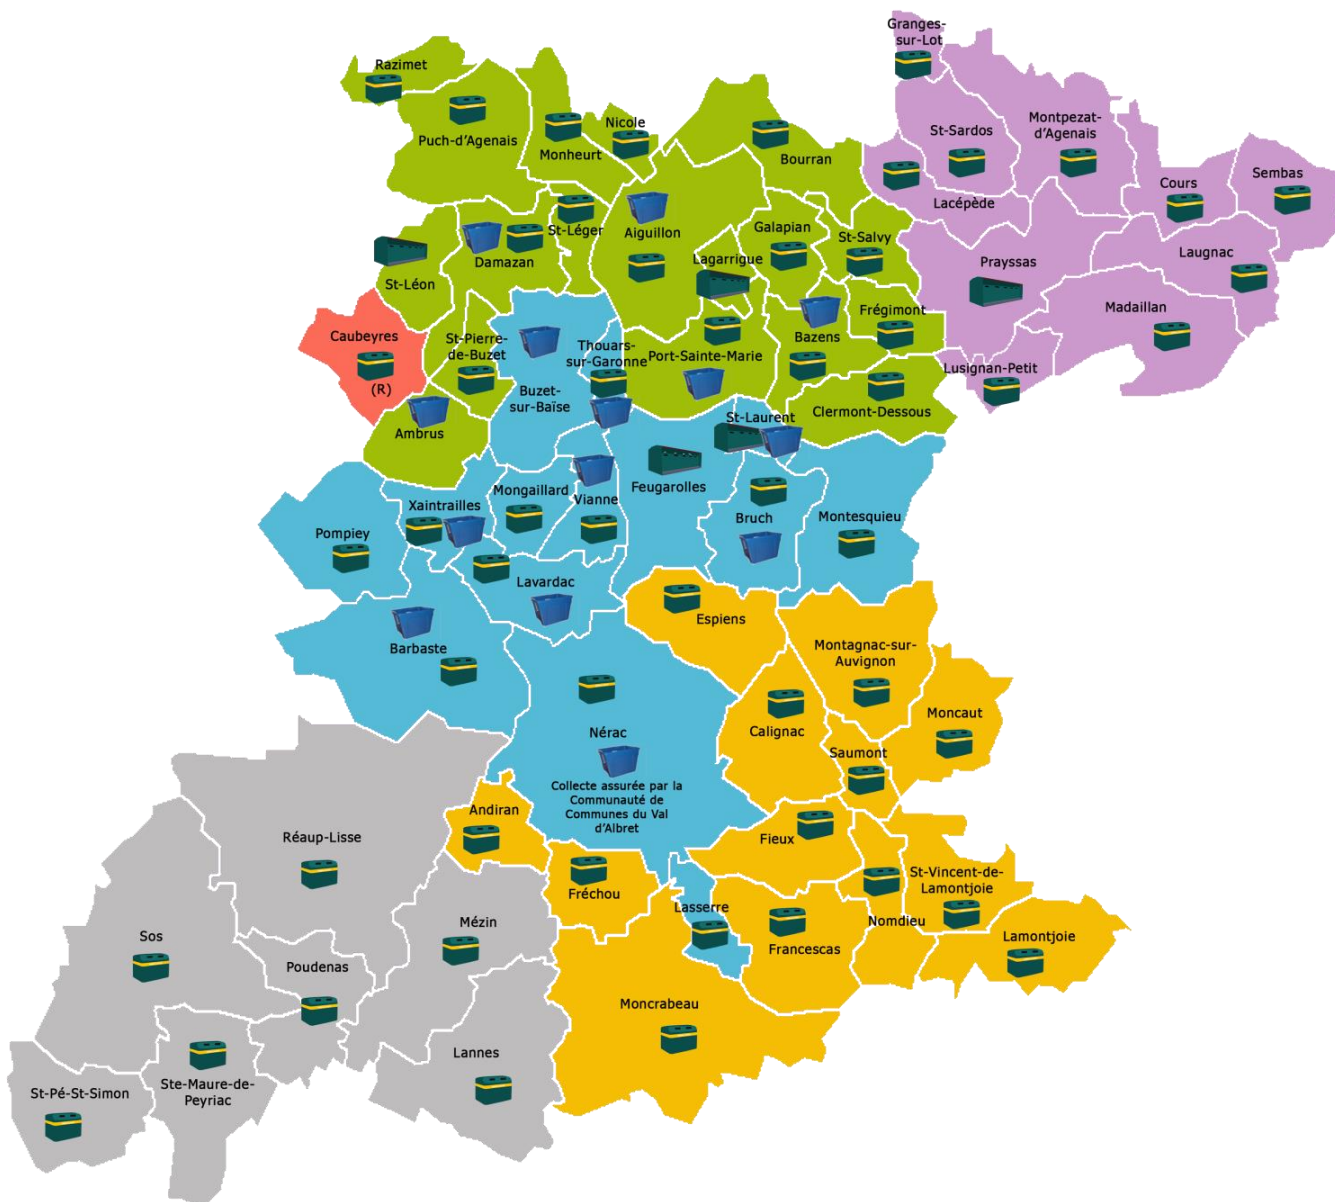 Granges-
sur-Lot
Razimet
Puch-d'Agenais
Monheurt
Nicole
Bourran
St-Sardos
Montpezat-
d'Agenais
Lacépède
Cours
Sembas
St-Léger
Aiguillon
Galapian
St-Salvy
Damazan
Lagarrigue
Prayssas
Laugnac
St-Léon
Madaillan
Caubeyres
(R)
St-Pierre-
de-Buzet
Thouars-
sur-Garonne
Port-Sainte-Marie
Bazens
Frégimont
Lusignan-Petit
Buzet-
sur-Baïse
Clermont-Dessous
St-Laurent
Ambrus
Xaintrailles
Mongaillard
Vianne
Feugarolles
Bruch
Montesquieu
Pompiey
Lavardac
Espiens
Barbaste
Montagnac-sur-
Auvignon
Moncaut
Calignac
Nérac
Collecte assurée par la
Communauté de
Communes du Val
d'Albret
Saumont
Andiran
Réaup-Lisse
Fieux
Fréchou
St-Vincent-de-
Lamontjoie
Lasserre
Nomdieu
Mézin
Francescas
Lamontjoie
Sos
Poudenas
Moncrabeau
Lannes
Ste-Maure-de-
Peyriac
St-Pé-St-Simon